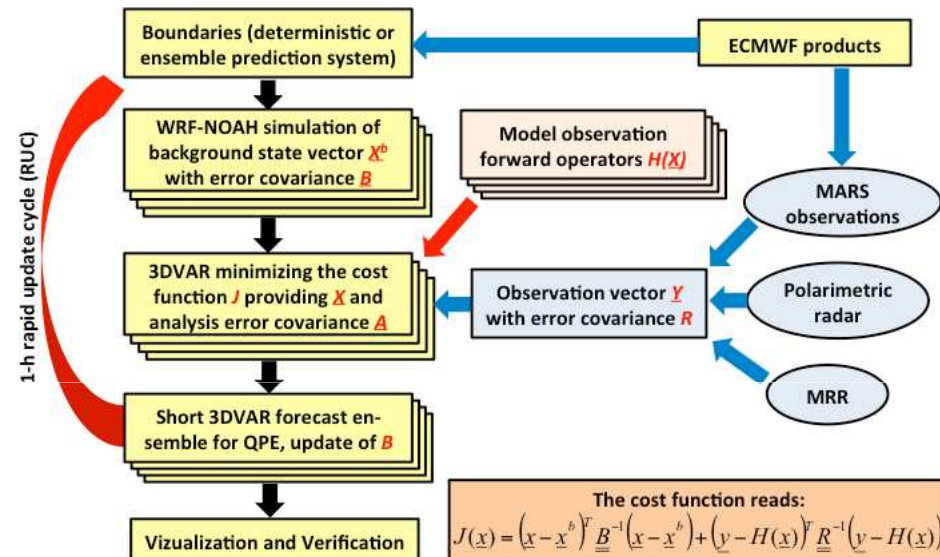 Boundaries (deterministic or
ensemble prediction system)
ECMWF products
WRF-NOAH simulation of
background state vector X^b
with error covariance B
Model observation
forward operators H(X)
MARS
observations
1-h rapid update cycle (RUC)
3DVAR minimizing the cost
function J providing X and
analysis error covariance A
Observation vector Y
with error covariance R
Polarimetric
radar
MRR
Short 3DVAR forecast en-
semble for QPE, update of B
Vizualization and Verification
The cost function reads:
J(x) = (x - x^b)^T B^-1 (x - x^b) + (y - H(x))^T R^-1 (y - H(x)